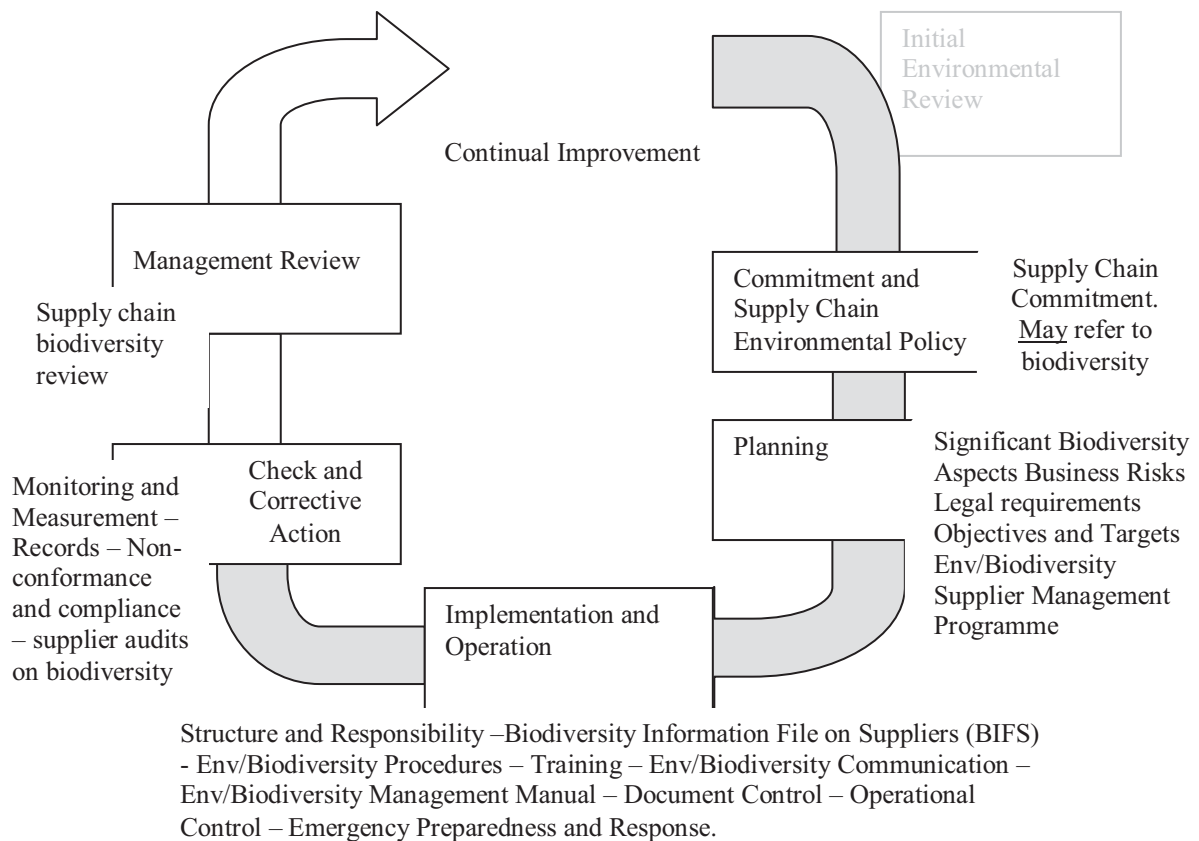 Initial
Environmental
Review
Continual Improvement
Management Review
Supply chain
biodiversity
review
Commitment and
Supply Chain
Environmental Policy
Supply Chain
Commitment.
May refer to
biodiversity
Planning
Significant Biodiversity
Aspects Business Risks
Legal requirements
Objectives and Targets
Env/Biodiversity
Supplier Management
Programme
Check and
Corrective
Action
Monitoring and
Measurement –
Records – Non-
conformance
and compliance
– supplier audits
on biodiversity
Implementation and
Operation
Structure and Responsibility –Biodiversity Information File on Suppliers (BIFS)
- Env/Biodiversity Procedures – Training – Env/Biodiversity Communication –
Env/Biodiversity Management Manual – Document Control – Operational
Control – Emergency Preparedness and Response.